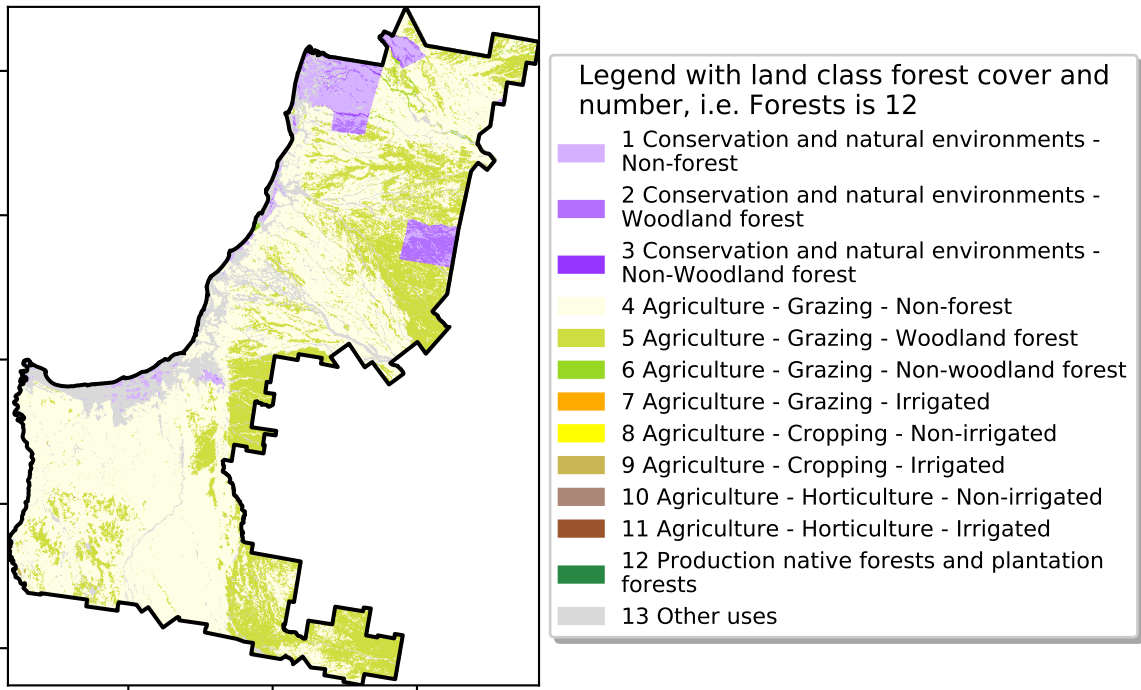 Legend with land class forest cover and
number, i.e. Forests is 12
1 Conservation and natural environments -
Non-forest
2 Conservation and natural environments -
Woodland forest
3 Conservation and natural environments -
Non-Woodland forest
4 Agriculture - Grazing - Non-forest
5 Agriculture - Grazing - Woodland forest
6 Agriculture - Grazing - Non-woodland forest
7 Agriculture - Grazing - Irrigated
8 Agriculture - Cropping - Non-irrigated
9 Agriculture - Cropping - Irrigated
10 Agriculture - Horticulture - Non-irrigated
11 Agriculture - Horticulture - Irrigated
12 Production native forests and plantation
forests
13 Other uses